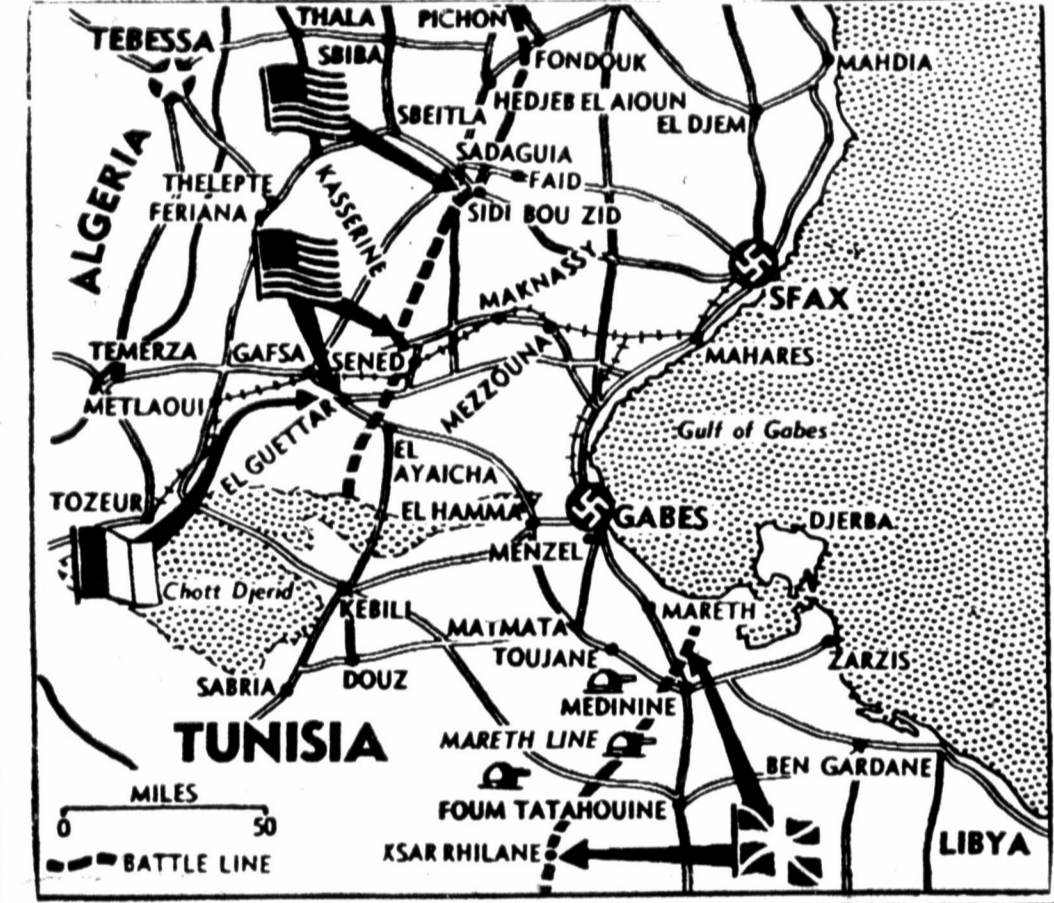 THALA
PICHON
TEBESSA
SBIBA
FONDOUK
MAHDIA
HEDJEB EL AIOUN
SBEITLA
EL DJEM
SADAGUIA
ALGERIA
THELEPTE
FAID
FERIANA
KASSERINE
SIDI BOU ZID
MAKNASSY
SFAX
TEMERZA
GAFSA
SENED
MAHARES
METLAOUI
MEZZOUNA
Gulf of Gabes
EL GUETTAR
EL
AYAICHA
TOZEUR
EL HAMMA
GABES
DJERBA
MENZEL
Chott Djerid
KEBILI
MARETH
MATMATA
TOUJANE
ZARZIS
SABRIA
DOUZ
MEDININE
TUNISIA
MARETH LINE
BEN GARDANE
MILES
FOUM TATAHOUINE
0 50
LIBYA
BATTLE LINE
KSAR RHILANE